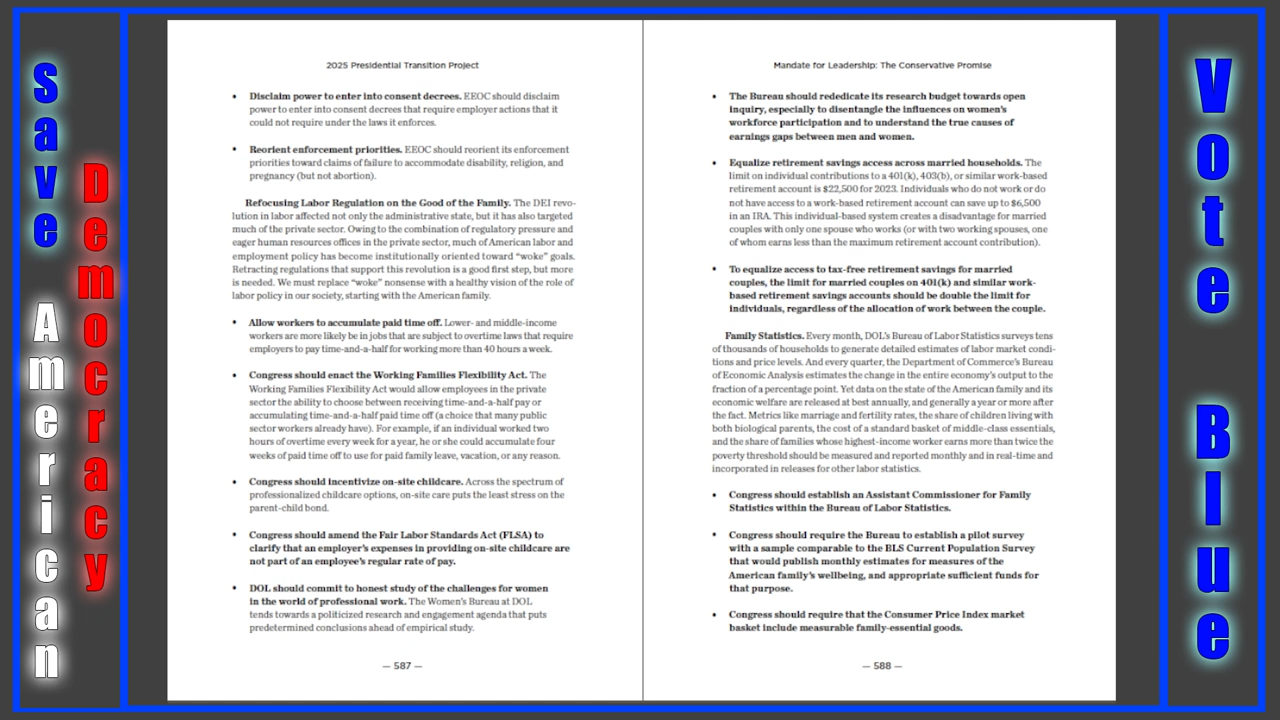 Save
American
Democracy
2025 Presidential Transition Project
• Disclaim power to enter into consent decrees. EEOC should disclaim
power to enter into consent decrees that require employer actions that it
could not require under the laws it enforces.
• Reorient enforcement priorities. EEOC should reorient its enforcement
priorities toward claims of failure to accommodate disability, religion, and
pregnancy (but not abortion).
Refocusing Labor Regulation on the Good of the Family. The DEI revo-
lution in labor affected not only the administrative state, but it has also targeted
much of the private sector. Owing to the combination of regulatory pressure and
eager human resources offices in the private sector, much of American labor and
employment policy has become institutionally oriented toward “woke” goals.
Retracting regulations that support this revolution is a good first step, but more
is needed. We must replace “woke” nonsense with a healthy vision of the role of
labor policy in our society, starting with the American family.
• Allow workers to accumulate paid time off. Lower- and middle-income
workers are more likely be in jobs that are subject to overtime laws that require
employers to pay time-and-a-half for working more than 40 hours a week.
• Congress should enact the Working Families Flexibility Act. The
Working Families Flexibility Act would allow employees in the private
sector the ability to choose between receiving time-and-a-half pay or
accumulating time-and-a-half paid time off (a choice that many public
sector workers already have). For example, if an individual worked two
hours of overtime every week for a year, he or she could accumulate four
weeks of paid time off to use for paid family leave, vacation, or any reason.
• Congress should incentivize on-site childcare. Across the spectrum of
professionalized childcare options, on-site care puts the least stress on the
parent-child bond.
• Congress should amend the Fair Labor Standards Act (FLSA) to
clarify that an employer’s expenses in providing on-site childcare are
not part of an employee’s regular rate of pay.
• DOL should commit to honest study of the challenges for women
in the world of professional work. The Women’s Bureau at DOL
tends towards a politicized research and engagement agenda that puts
predetermined conclusions ahead of empirical study.
— 587 —
Mandate for Leadership: The Conservative Promise
• The Bureau should rededicate its research budget towards open
inquiry, especially to disentangle the influences on women’s
workforce participation and to understand the true causes of
earnings gaps between men and women.
• Equalize retirement savings access across married households. The
limit on individual contributions to a 401(k), 403(b), or similar work-based
retirement account is $22,500 for 2023. Individuals who do not work or do
not have access to a work-based retirement account can save up to $6,500
in an IRA. This individual-based system creates a disadvantage for married
couples with only one spouse who works (or with two working spouses, one
of whom earns less than the maximum retirement account contribution).
• To equalize access to tax-free retirement savings for married
couples, the limit for married couples on 401(k) and similar work-
based retirement savings accounts should be double the limit for
individuals, regardless of the allocation of work between the couple.
Family Statistics. Every month, DOL’s Bureau of Labor Statistics surveys tens
of thousands of households to generate detailed estimates of labor market condi-
tions and price levels. And every quarter, the Department of Commerce’s Bureau
of Economic Analysis estimates the change in the entire economy’s output to the
fraction of a percentage point. Yet data on the state of the American family and its
economic welfare are released at best annually, and generally a year or more after
the fact. Metrics like marriage and fertility rates, the share of children living with
both biological parents, the cost of a standard basket of middle-class essentials,
and the share of families whose highest-income worker earns more than twice the
poverty threshold should be measured and reported monthly and in real-time and
incorporated in releases for other labor statistics.
• Congress should establish an Assistant Commissioner for Family
Statistics within the Bureau of Labor Statistics.
• Congress should require the Bureau to establish a pilot survey
with a sample comparable to the BLS Current Population Survey
that would publish monthly estimates for measures of the
American family’s wellbeing, and appropriate sufficient funds for
that purpose.
• Congress should require that the Consumer Price Index market
basket include measurable family-essential goods.
— 588 —
Vote Blue